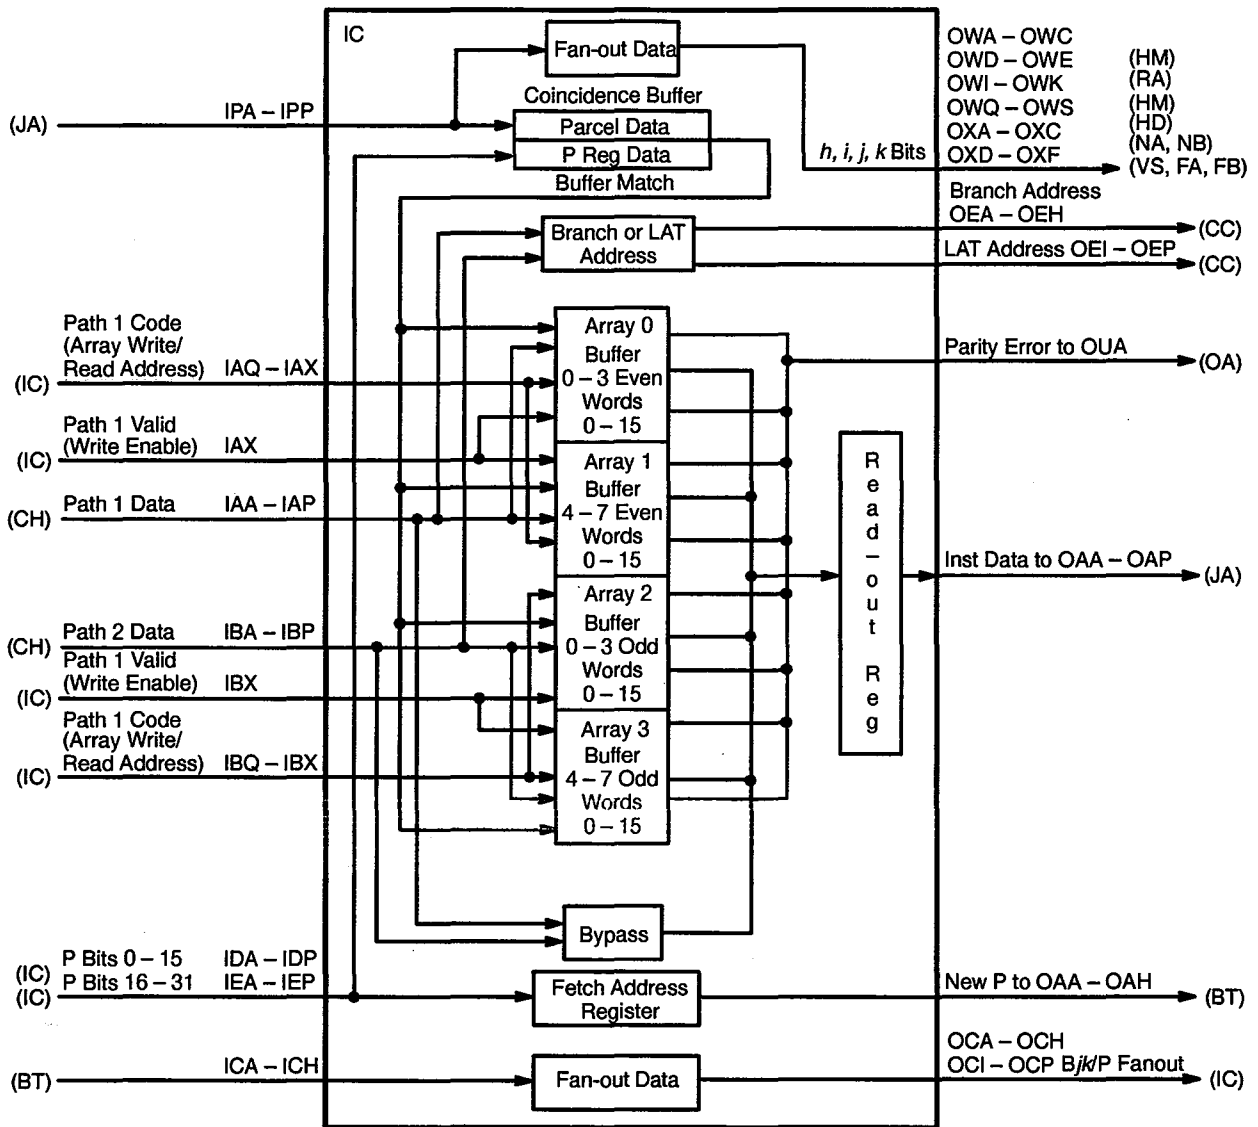 IC
Fan-out Data
OWA – OWC
OWD – OWE (HM)
OWI – OWK (RA)
OWQ – OWS (HM)
OXA – OXC (HD)
OXD – OXF (NA, NB)
(VS, FA, FB)
h, i, j, k Bits
(JA) IPA – IPP
Coincidence Buffer
Parcel Data
P Reg Data
Buffer Match
Branch or LAT
Address
Branch Address
OEA – OEH
(CC)
LAT Address OEI – OEP
(CC)
Path 1 Code
(Array Write/
Read Address) IAQ – IAX
(IC)
Path 1 Valid
(Write Enable) IAX
(IC)
Path 1 Data IAA – IAP
(CH)
Path 2 Data IBA – IBP
(CH)
Path 1 Valid
(Write Enable) IBX
(IC)
Path 1 Code
(Array Write/
Read Address) IBQ – IBX
(IC)
Array 0
Buffer
0 – 3 Even
Words
0 – 15
Array 1
Buffer
4 – 7 Even
Words
0 – 15
Array 2
Buffer
0 – 3 Odd
Words
0 – 15
Array 3
Buffer
4 – 7 Odd
Words
0 – 15
Read–out Reg
Parity Error to OUA
(OA)
Inst Data to OAA – OAP
(JA)
Bypass
P Bits 0 – 15 IDA – IDP
(IC)
P Bits 16 – 31 IEA – IEP
(IC)
Fetch Address
Register
New P to OAA – OAH
(BT)
(BT) ICA – ICH
Fan-out Data
OCA – OCH
OCI – OCP Bjk/P Fanout
(IC)